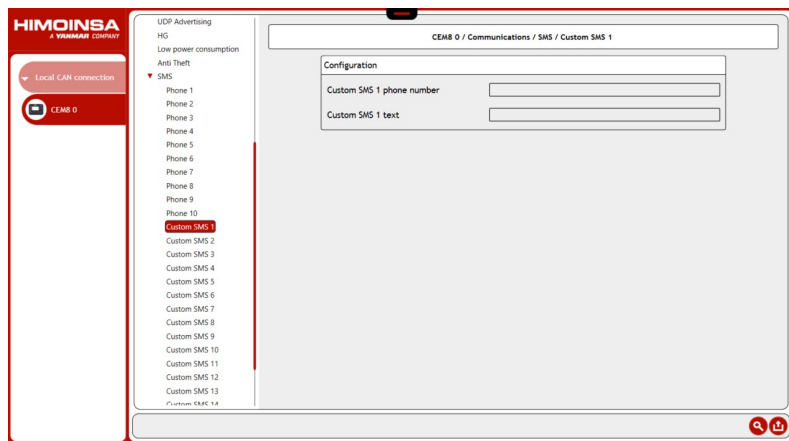 HIMOINSA
A YANMAR COMPANY
Local CAN connection
CEM8 0
UDP Advertising
HG
Low power consumption
Anti Theft
SMS
Phone 1
Phone 2
Phone 3
Phone 4
Phone 5
Phone 6
Phone 7
Phone 8
Phone 9
Phone 10
Custom SMS 1
Custom SMS 2
Custom SMS 3
Custom SMS 4
Custom SMS 5
Custom SMS 6
Custom SMS 7
Custom SMS 8
Custom SMS 9
Custom SMS 10
Custom SMS 11
Custom SMS 12
Custom SMS 13
Custom SMS 14
CEM8 0 / Communications / SMS / Custom SMS 1
Configuration
Custom SMS 1 phone number
Custom SMS 1 text